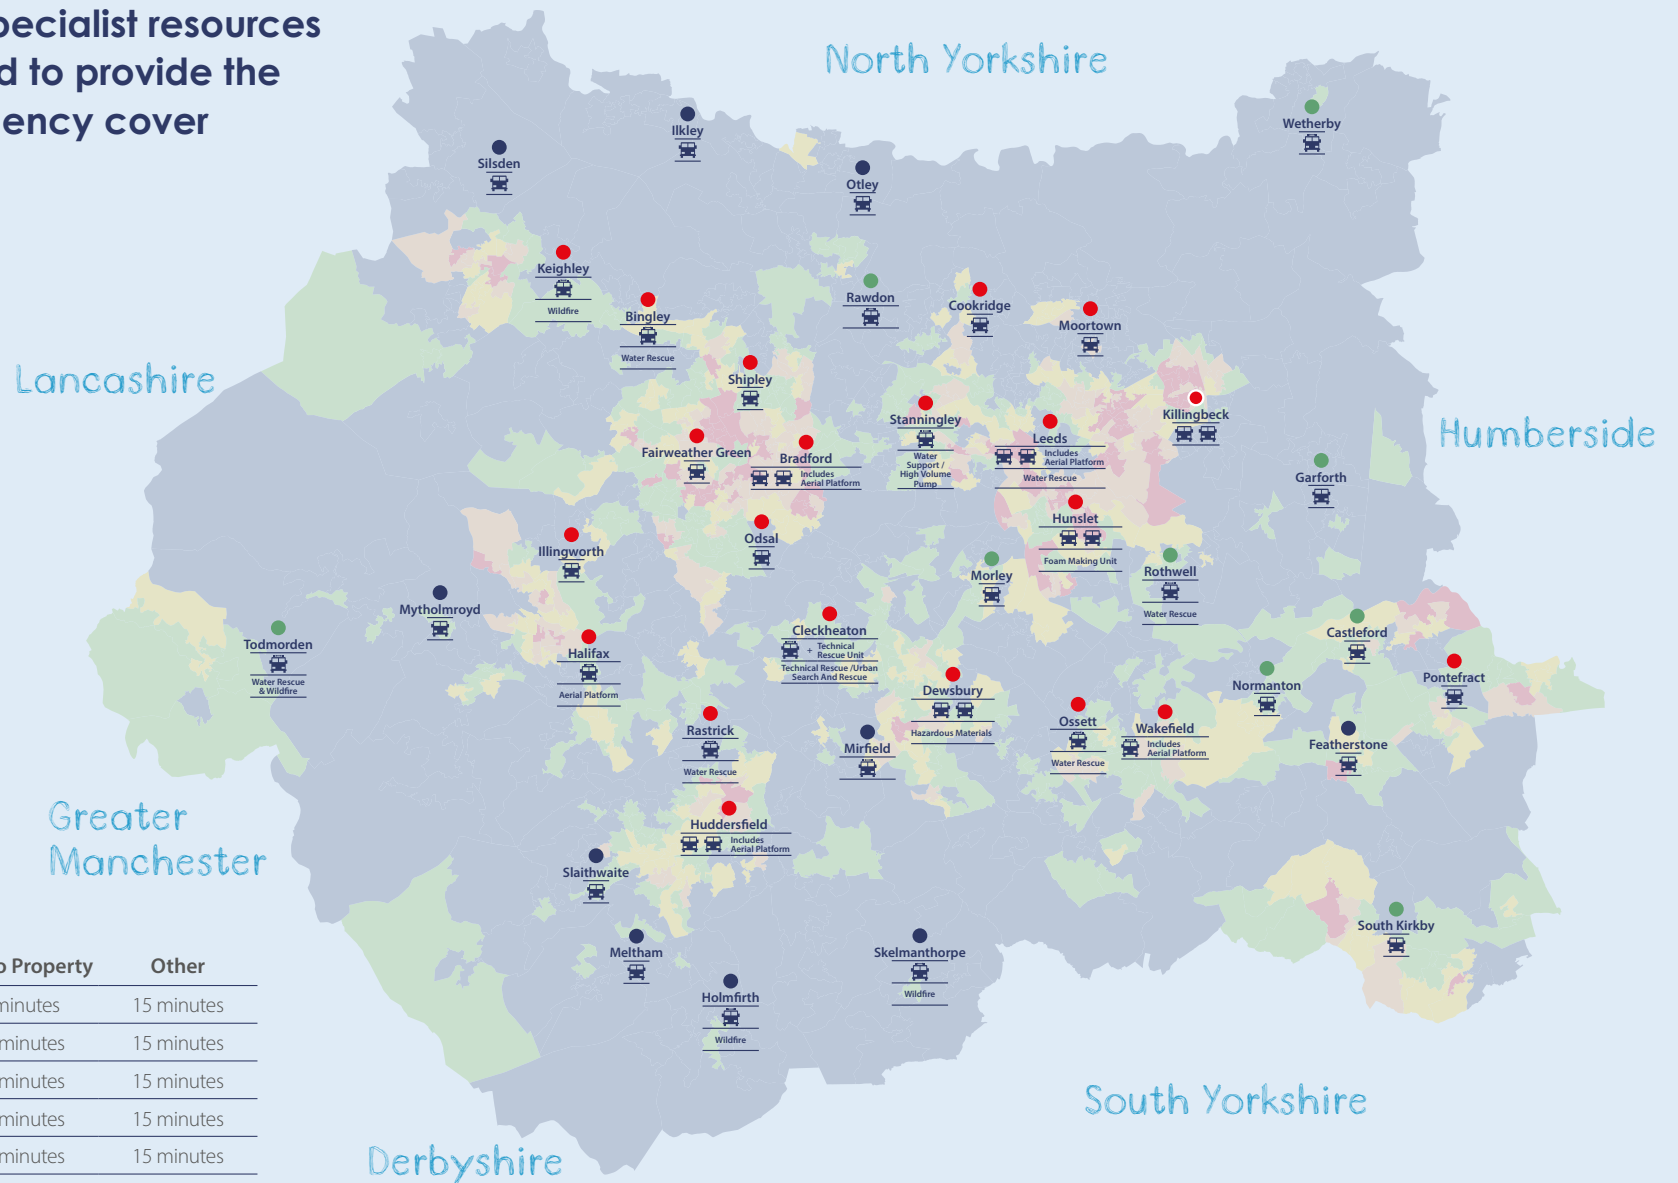 specialist resources
d to provide the
ency cover
North Yorkshire
Lancashire
Humberside
Greater
Manchester
Derbyshire
South Yorkshire
Silsden
Ilkley
Otley
Wetherby
Keighley
Wildfire
Bingley
Water Rescue
Rawdon
Cookridge
Moortown
Shipley
Stanningley
Water
Support /
High Volume
Pump
Leeds
Includes
Aerial Platform
Water Rescue
Killingbeck
Fairweather Green
Bradford
Includes
Aerial Platform
Garforth
Hunslet
Foam Making Unit
Odsal
Illingworth
Morley
Rothwell
Water Rescue
Mytholmroyd
Todmorden
Water Rescue
& Wildfire
Halifax
Aerial Platform
Cleckheaton
+ Technical
Rescue Unit
Technical Rescue /Urban
Search And Rescue
Castleford
Pontefract
Normanton
Dewsbury
Hazardous Materials
Ossett
Water Rescue
Wakefield
Includes
Aerial Platform
Featherstone
Rastrick
Water Rescue
Mirfield
Huddersfield
Includes
Aerial Platform
Slaithwaite
Meltham
Holmfirth
Wildfire
Skelmanthorpe
Wildfire
South Kirkby
o Property Other
minutes 15 minutes
minutes 15 minutes
minutes 15 minutes
minutes 15 minutes
minutes 15 minutes